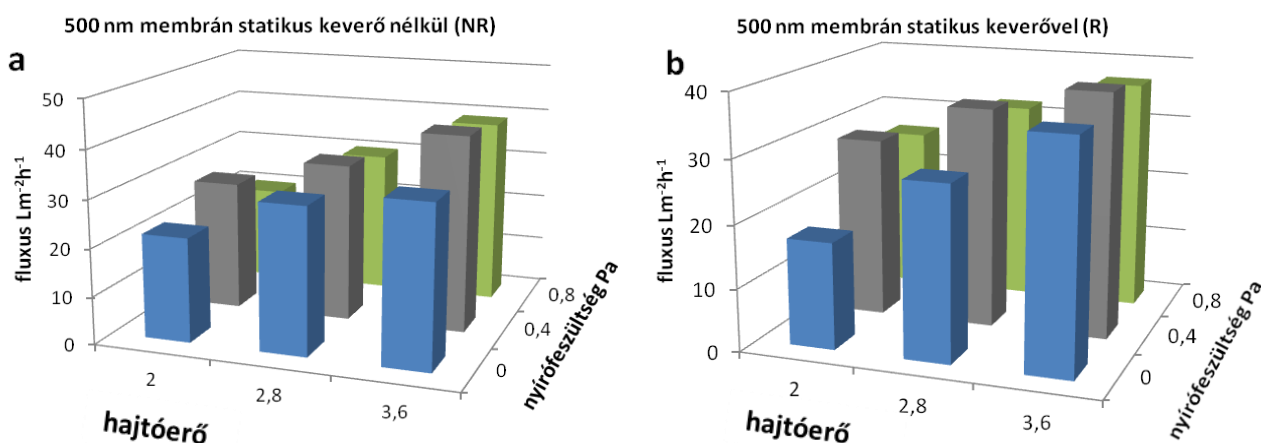 500 nm membrán statikus keverő nélkül (NR)
a
fluxus Lm⁻²h⁻¹
50
40
30
20
10
0
2
2,8
3,6
hajtóerő
0
0,4
0,8
nyírófeszültség Pa
500 nm membrán statikus keverővel (R)
b
fluxus Lm⁻²h⁻¹
40
30
20
10
0
2
2,8
3,6
hajtóerő
0
0,4
0,8
nyírófeszültség Pa